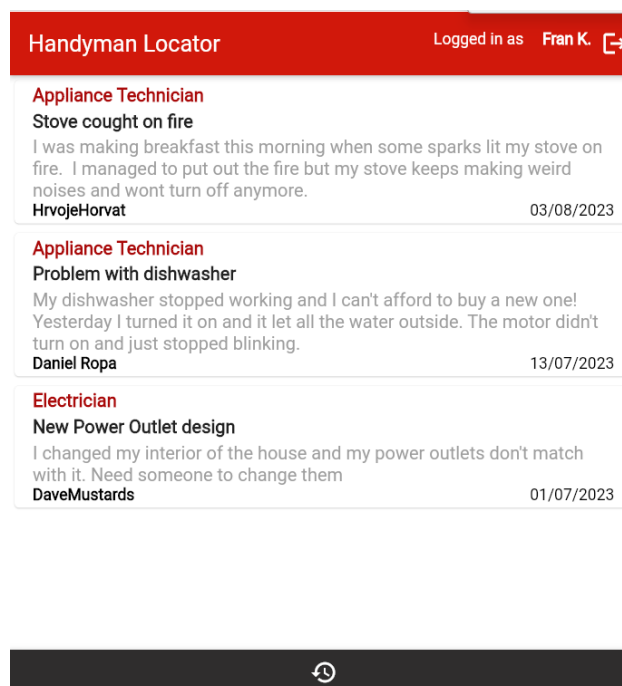 Handyman Locator
Logged in as Fran K.
Appliance Technician
Stove cought on fire
I was making breakfast this morning when some sparks lit my stove on
fire.  I managed to put out the fire but my stove keeps making weird
noises and wont turn off anymore.
HrvojeHorvat 03/08/2023
Appliance Technician
Problem with dishwasher
My dishwasher stopped working and I can't afford to buy a new one!
Yesterday I turned it on and it let all the water outside. The motor didn't
turn on and just stopped blinking.
Daniel Ropa 13/07/2023
Electrician
New Power Outlet design
I changed my interior of the house and my power outlets don't match
with it. Need someone to change them
DaveMustards 01/07/2023